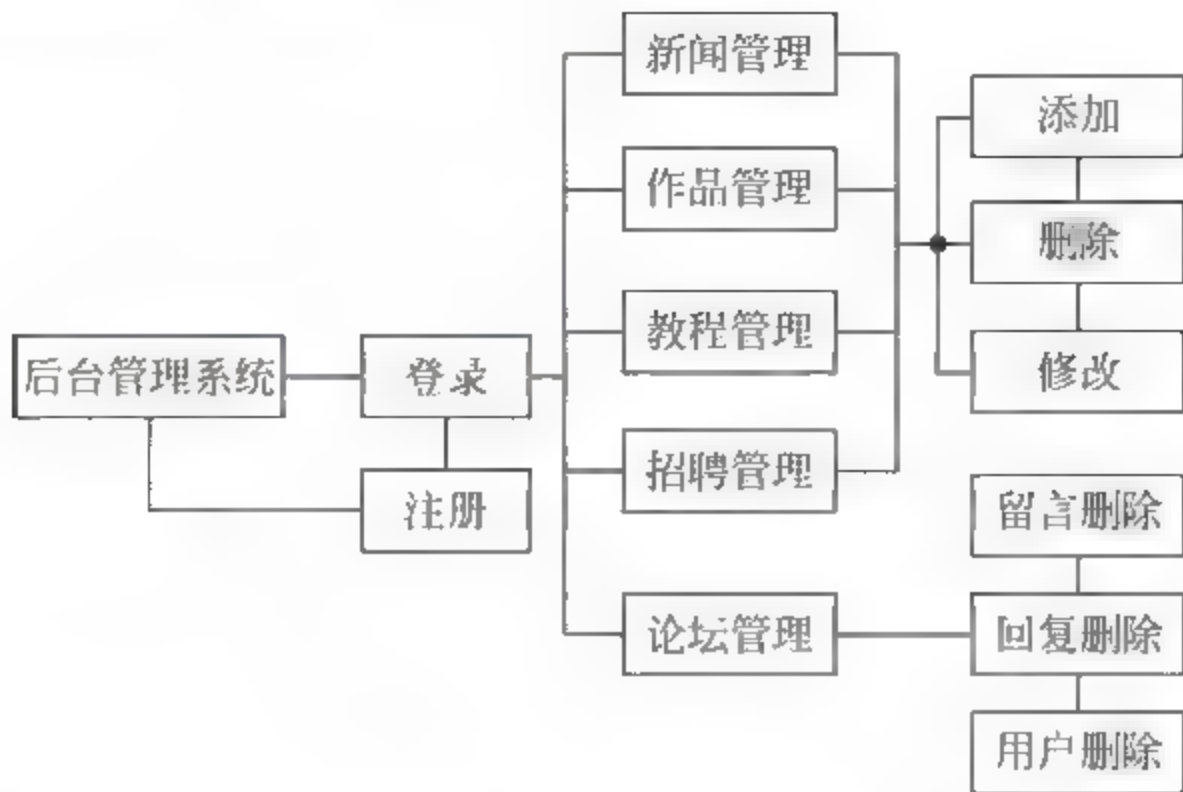 新闻管理
添加
作品管理
删除
教程管理
后台管理系统
登录
修改
招聘管理
注册
留言删除
论坛管理
回复删除
用户删除